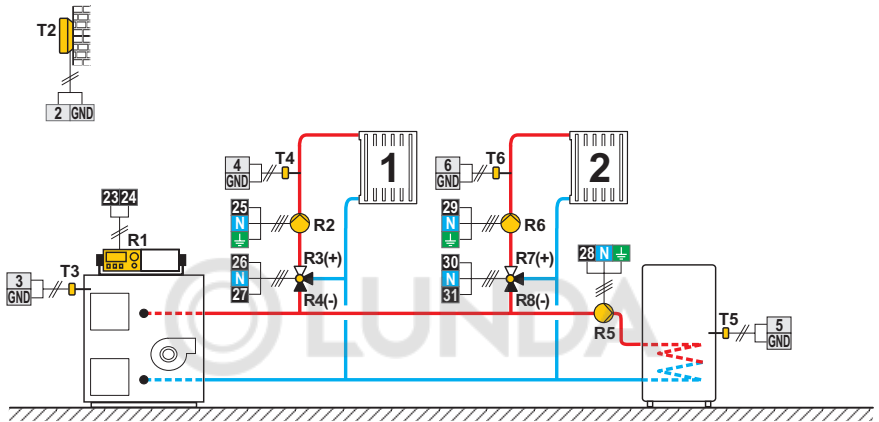 T2
2 GND
4
GND
T4
1
6
GND
T6
2
23 24
25
N
R2
29
N
R6
R1
R3(+)
R7(+)
28 N
3
GND
T3
26
N
27
R4(-)
30
N
31
R8(-)
LUNDA
R5
T5
5
GND